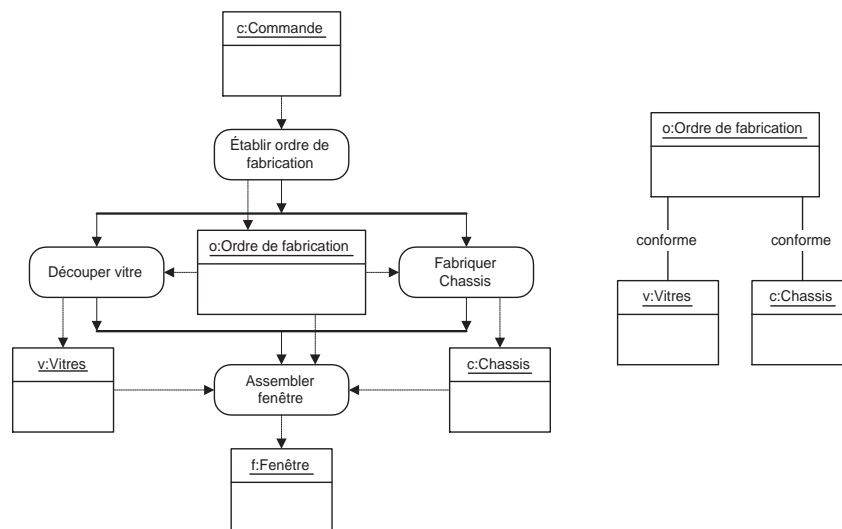 c:Commande
Établir ordre de
fabrication
o:Ordre de fabrication
Découper vitre
Fabriquer
Chassis
v:Vitres
c:Chassis
Assembler
fenêtre
f:Fenêtre
o:Ordre de fabrication
conforme
conforme
v:Vitres
c:Chassis